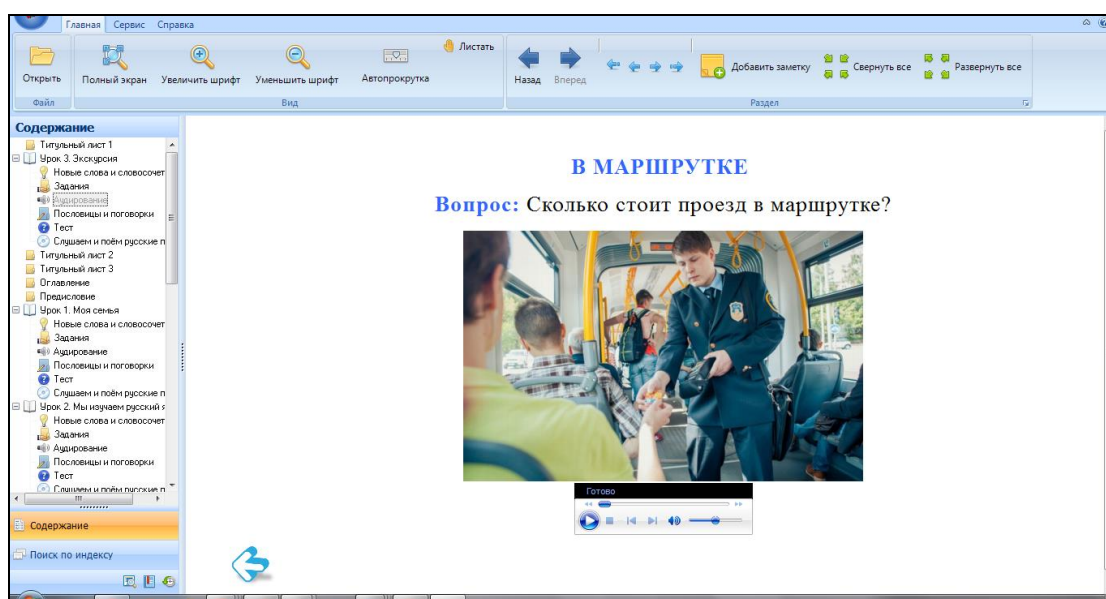 Главная Сервис Справка
Открыть
Полный экран
Увеличить шрифт
Уменьшить шрифт
Автопрокрутка
Листать
Назад
Вперед
Добавить заметку
Свернуть все
Развернуть все
Файл
Вид
Раздел
Содержание
Титульный лист 1
Урок 3. Экскурсия
Новые слова и словосочет
Задания
Аудирование
Пословицы и поговорки
Тест
Слушаем и поём русские п
Титульный лист 2
Титульный лист 3
Оглавление
Предисловие
Урок 1. Моя семья
Новые слова и словосочет
Задания
Аудирование
Пословицы и поговорки
Тест
Слушаем и поём русские п
Урок 2. Мы изучаем русский я
Новые слова и словосочет
Задания
Аудирование
Пословицы и поговорки
Тест
Слушаем и поём русские п
Содержание
Поиск по индексу
В МАРШРУТКЕ
Вопрос: Сколько стоит проезд в маршрутке?
Готово